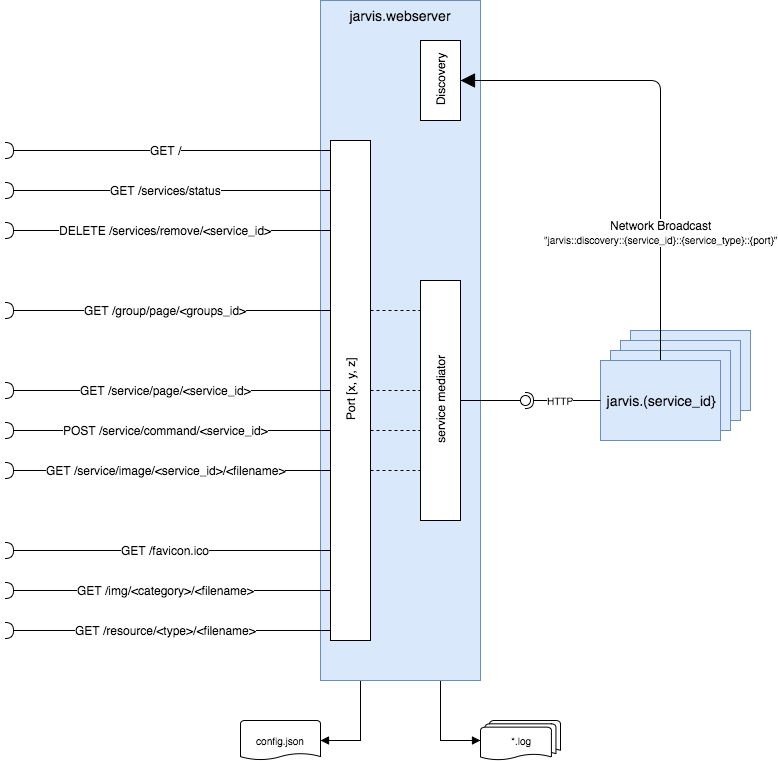 jarvis.webserver
Discovery
GET /
GET /services/status
DELETE /services/remove/<service_id>
Network Broadcast
"jarvis::discovery::{service_id}::{service_type}::{port}"
GET /group/page/<groups_id>
Port [x, y, z]
service mediator
GET /service/page/<service_id>
HTTP
jarvis.(service_id}
POST /service/command/<service_id>
GET /service/image/<service_id>/<filename>
GET /favicon.ico
GET /img/<category>/<filename>
GET /resource/<type>/<filename>
config.json
*.log